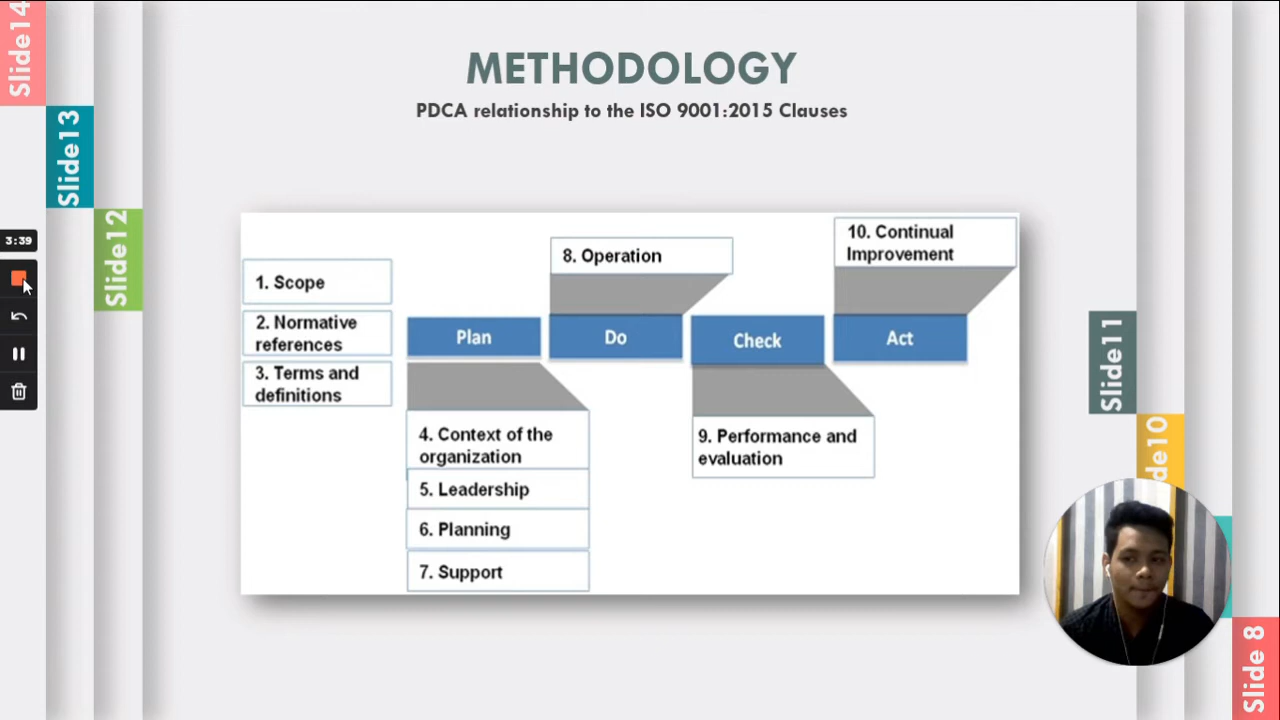 METHODOLOGY
PDCA relationship to the ISO 9001:2015 Clauses
Slide14
Slide13
Slide12
3:39
1. Scope
2. Normative
references
3. Terms and
definitions
Plan
4. Context of the
organization
5. Leadership
6. Planning
7. Support
8. Operation
Do
Check
9. Performance and
evaluation
10. Continual
Improvement
Act
Slide11
de10
Slide 8